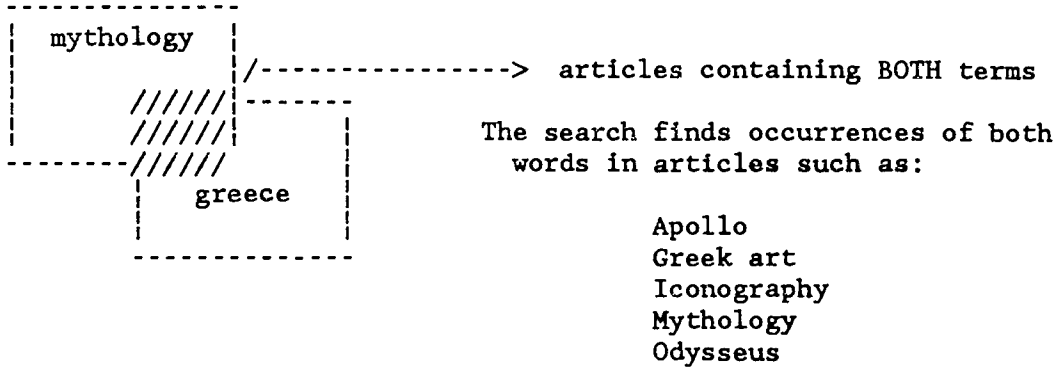 mythology
articles containing BOTH terms
The search finds occurrences of both
words in articles such as:
greece
Apollo
Greek art
Iconography
Mythology
Odysseus